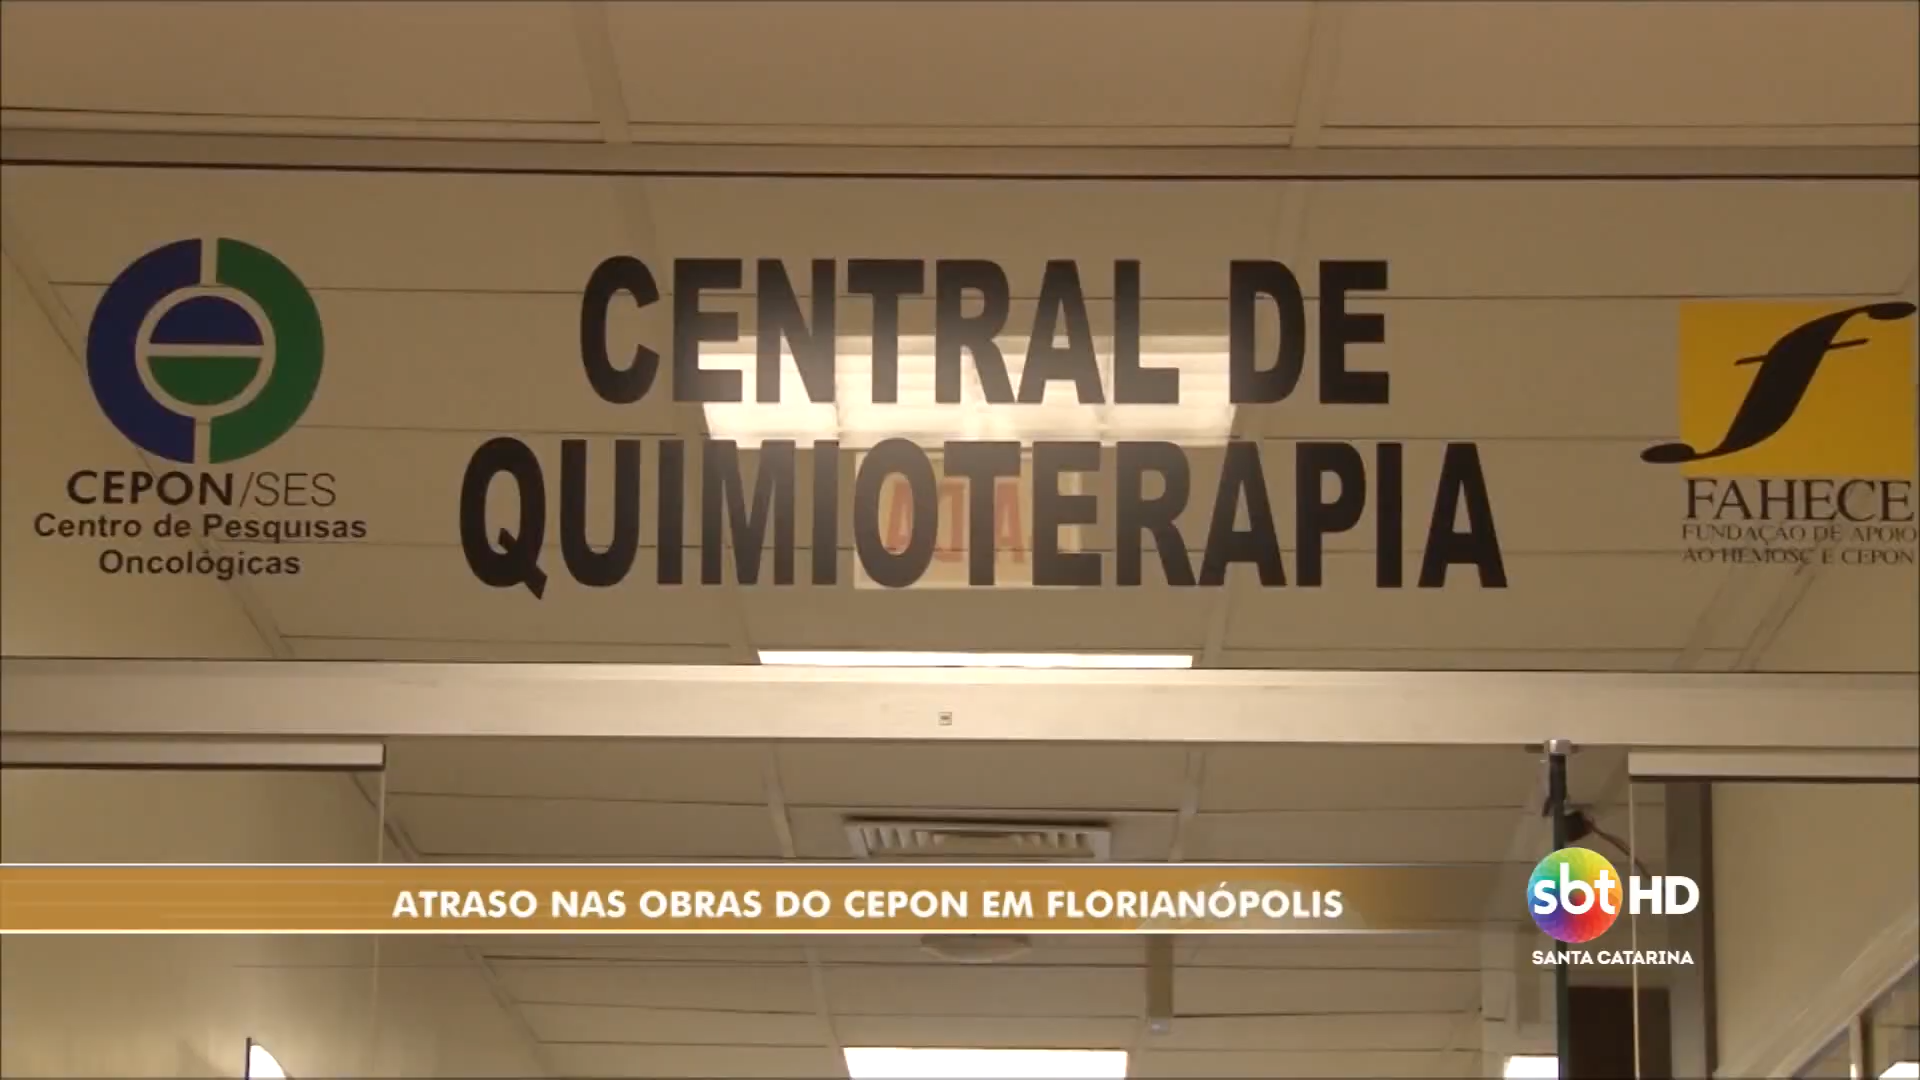 CENTRAL DE
QUIMIOTERAPIA
CEPON/SES
Centro de Pesquisas
Oncológicas
f
FAHECE
FUNDAÇÃO DE APOIO
AO HEMOSC E CEPON
ATRASO NAS OBRAS DO CEPON EM FLORIANÓPOLIS
sbt HD
SANTA CATARINA